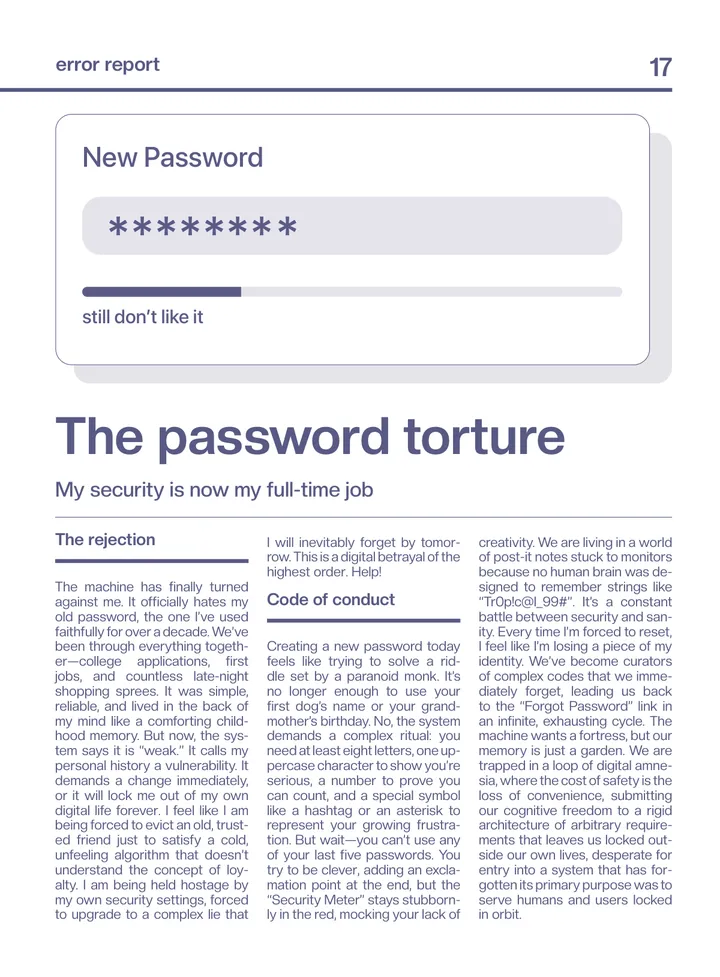 error report
17
New Password
********
still don't like it
The password torture
My security is now my full-time job
The rejection
The machine has finally turned
against me. It officially hates my
old password, the one I've used
faithfully for over a decade. We've
been through everything togeth-
er—college applications, first
jobs, and countless late-night
shopping sprees. It was simple,
reliable, and lived in the back of
my mind like a comforting child-
hood memory. But now, the sys-
tem says it is “weak.” It calls my
personal history a vulnerability. It
demands a change immediately,
or it will lock me out of my own
digital life forever. I feel like I am
being forced to evict an old, trust-
ed friend just to satisfy a cold,
unfeeling algorithm that doesn't
understand the concept of loy-
alty. I am being held hostage by
my own security settings, forced
to upgrade to a complex lie that
I will inevitably forget by tomor-
row. This is a digital betrayal of the
highest order. Help!
Code of conduct
Creating a new password today
feels like trying to solve a rid-
dle set by a paranoid monk. It's
no longer enough to use your
first dog's name or your grand-
mother's birthday. No, the system
demands a complex ritual: you
need at least eight letters, one up-
percase character to show you're
serious, a number to prove you
can count, and a special symbol
like a hashtag or an asterisk to
represent your growing frustra-
tion. But wait—you can't use any
of your last five passwords. You
try to be clever, adding an excla-
mation point at the end, but the
“Security Meter” stays stubborn-
ly in the red, mocking your lack of
creativity. We are living in a world
of post-it notes stuck to monitors
because no human brain was de-
signed to remember strings like
“Tr0p!c@l_99#”. It's a constant
battle between security and san-
ity. Every time I'm forced to reset,
I feel like I'm losing a piece of my
identity. We've become curators
of complex codes that we imme-
diately forget, leading us back
to the “Forgot Password” link in
an infinite, exhausting cycle. The
machine wants a fortress, but our
memory is just a garden. We are
trapped in a loop of digital amne-
sia, where the cost of safety is the
loss of convenience, submitting
our cognitive freedom to a rigid
architecture of arbitrary require-
ments that leaves us locked out-
side our own lives, desperate for
entry into a system that has for-
gotten its primary purpose was to
serve humans and users locked
in orbit.